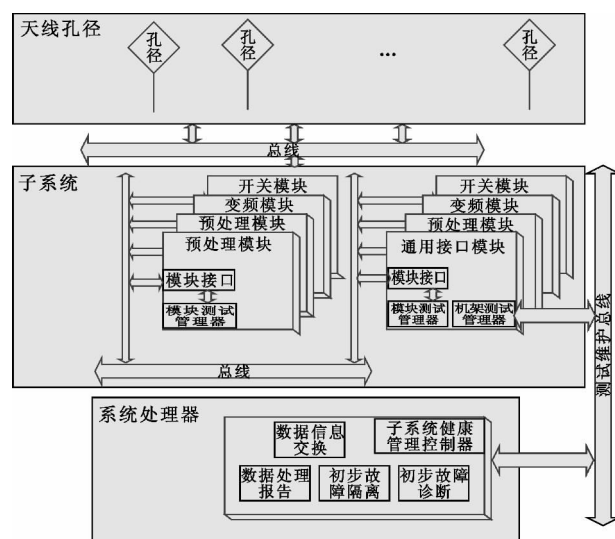 天线孔径
孔径
孔径
...
孔径
总线
子系统
开关模块
变频模块
预处理模块
预处理模块
模块接口
模块测试
管理器
开关模块
变频模块
预处理模块
通用接口模块
模块接口
模块测试
管理器
机架测试
管理器
总线
测试维护总线
系统处理器
数据信息
交换
子系统健康
管理控制器
数据处理
报告
初步故
障隔离
初步故障
诊断